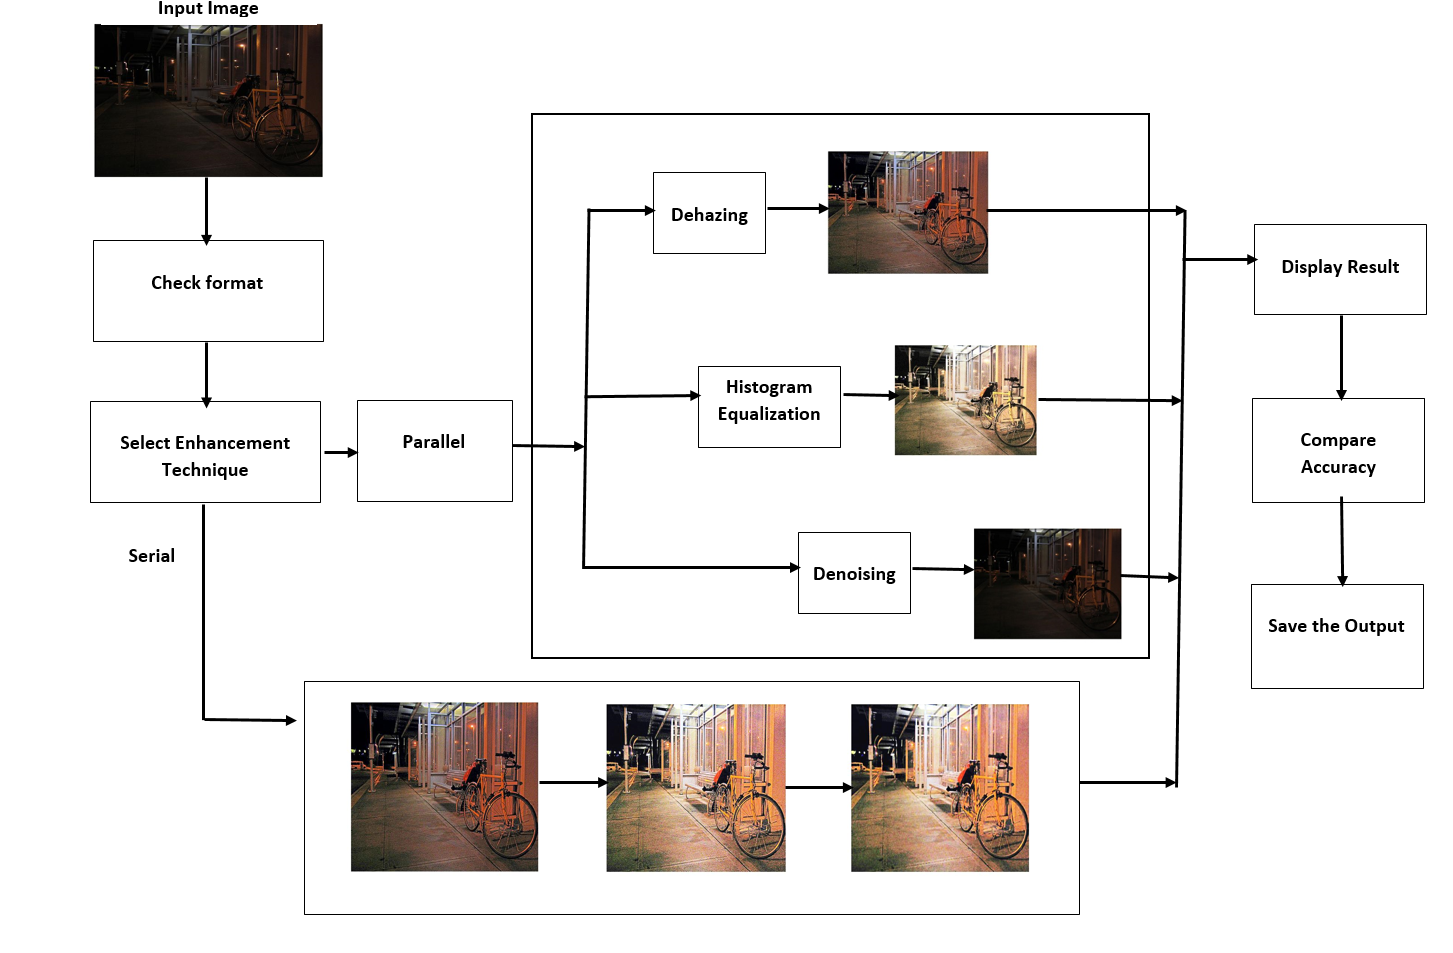 Input Image
Check format
Select Enhancement
Technique
Parallel
Serial
Dehazing
Histogram
Equalization
Denoising
Display Result
Compare
Accuracy
Save the Output